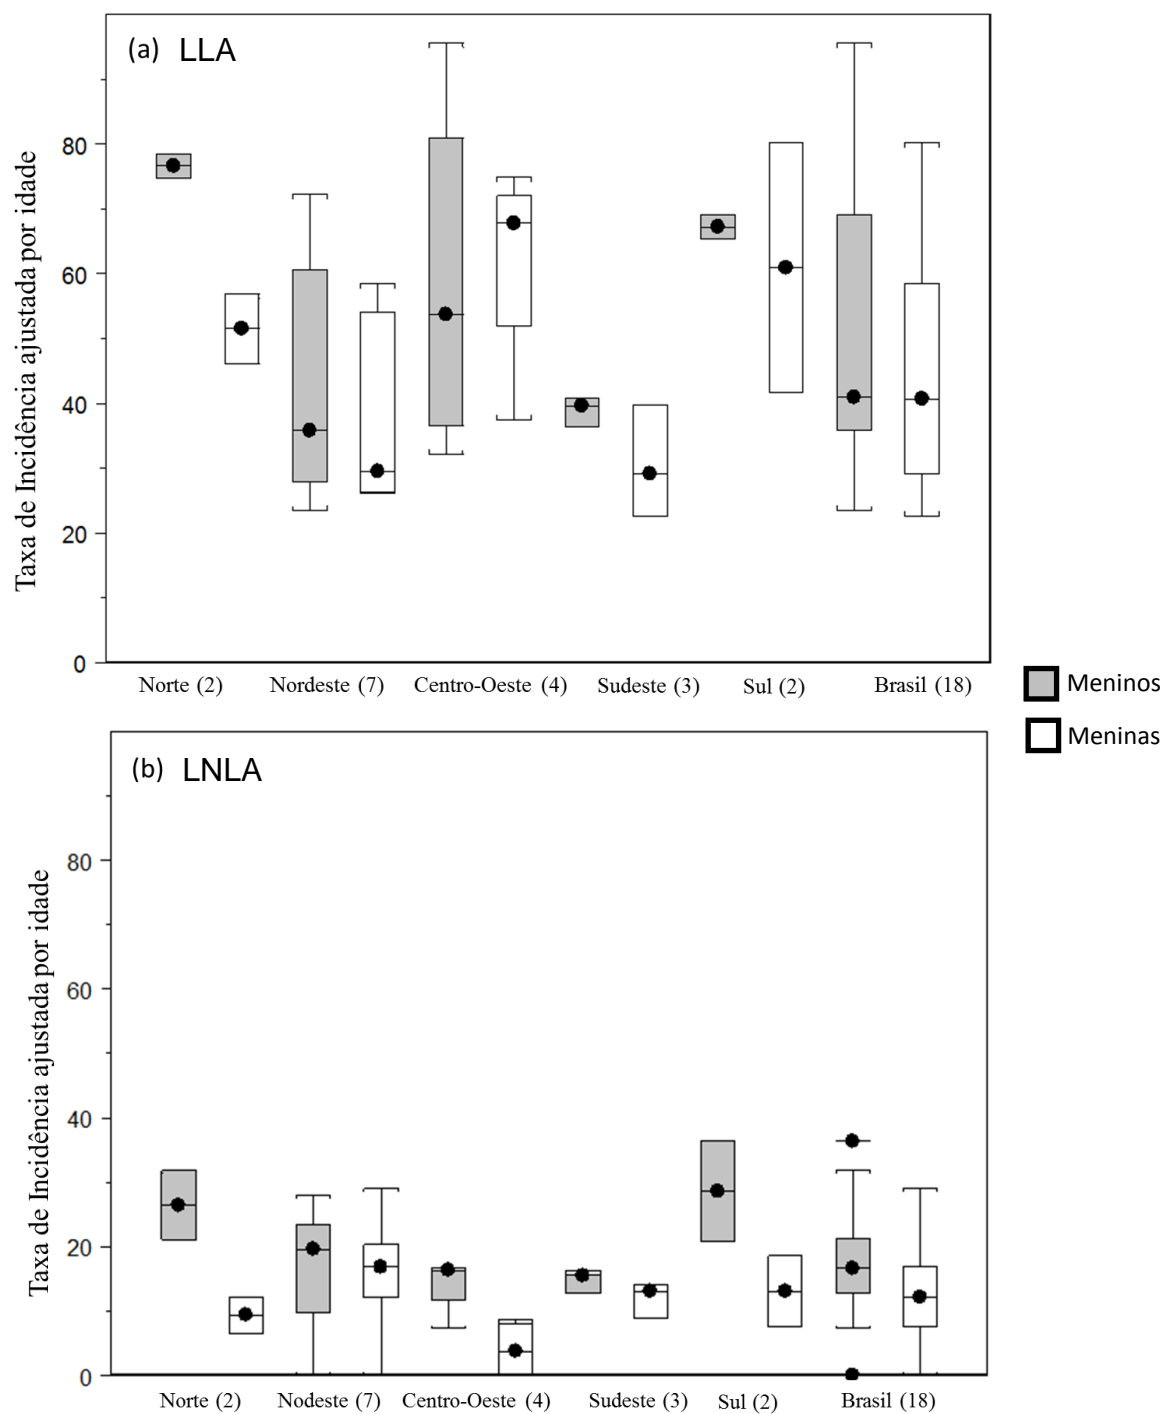 (a) LLA
Taxa de Incidência ajustada por idade
80
60
40
20
0
Norte (2) Nordeste (7) Centro-Oeste (4) Sudeste (3) Sul (2) Brasil (18)
Meninos
Meninas
(b) LNLA
Taxa de Incidência ajustada por idade
80
60
40
20
0
Norte (2) Nodeste (7) Centro-Oeste (4) Sudeste (3) Sul (2) Brasil (18)